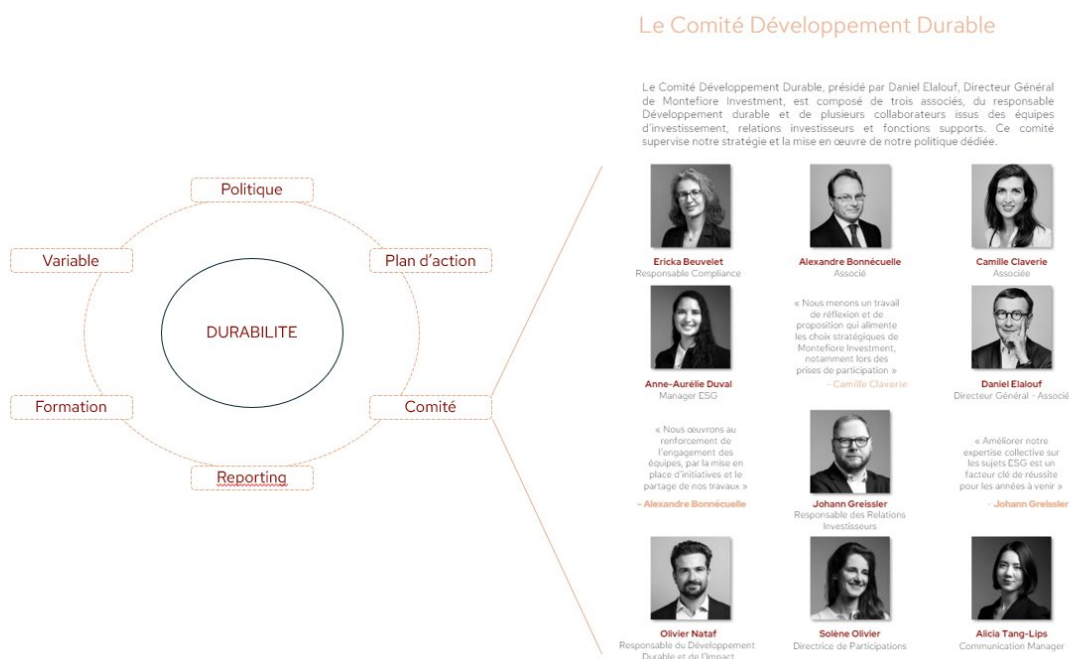 Le Comité Développement Durable
Le Comité Développement Durable, présidé par Daniel Elalouf, Directeur Général
de Montefiore Investment, est composé de trois associés, du responsable
Développement durable et de plusieurs collaborateurs issus des équipes
d'investissement, relations investisseurs et fonctions supports. Ce comité
supervise notre stratégie et la mise en œuvre de notre politique dédiée.
Politique
Variable
Plan d'action
DURABILITE
Formation
Comité
Reporting
Ericka Beuvelet
Responsable Compliance
Alexandre Bonnécuelle
Associé
Camille Claverie
Associée
Anne-Aurélie Duval
Manager ESG
« Nous menons un travail
de réflexion et de
proposition qui alimente
les choix stratégiques de
Montefiore Investment,
notamment lors des
prises de participation »
- Camille Claverie
Daniel Elalouf
Directeur Général - Associé
« Nous œuvrons au
renforcement de
l'engagement des
équipes, par la mise en
place d'initiatives et le
partage de nos travaux »
- Alexandre Bonnécuelle
Johann Greissler
Responsable des Relations
Investisseurs
« Améliorer notre
expertise collective sur
les sujets ESG est un
facteur clé de réussite
pour les années à venir »
- Johann Greissler
Olivier Nataf
Responsable du Développement
Durable et de l'Impact
Solène Olivier
Directrice de Participations
Alicia Tang-Lips
Communication Manager